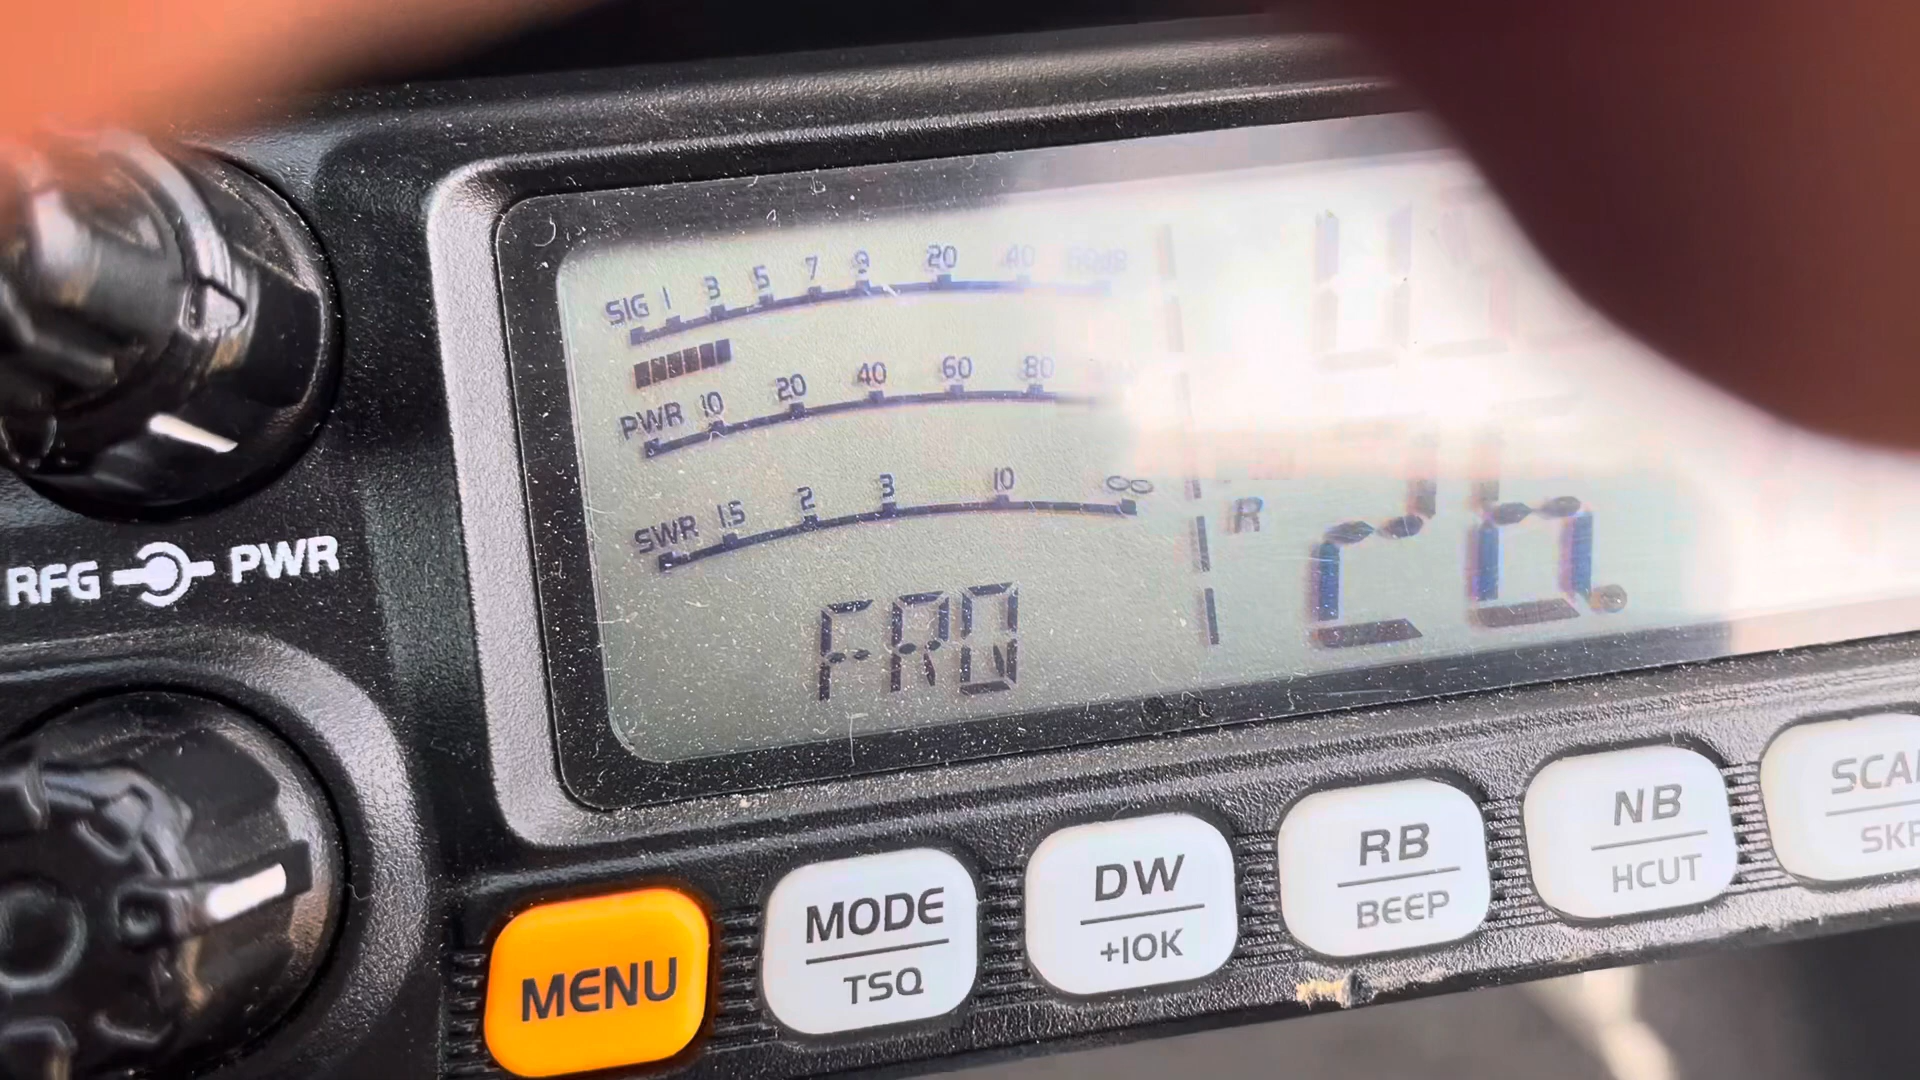 SIG 1 3 5 7 9 20 40 60dB
PWR 10 20 40 60 80
SWR 1.5 2 3 10 ∞
R 26.
FRQ
RFG PWR
MENU
MODE
TSQ
DW
+10K
RB
BEEP
NB
HCUT